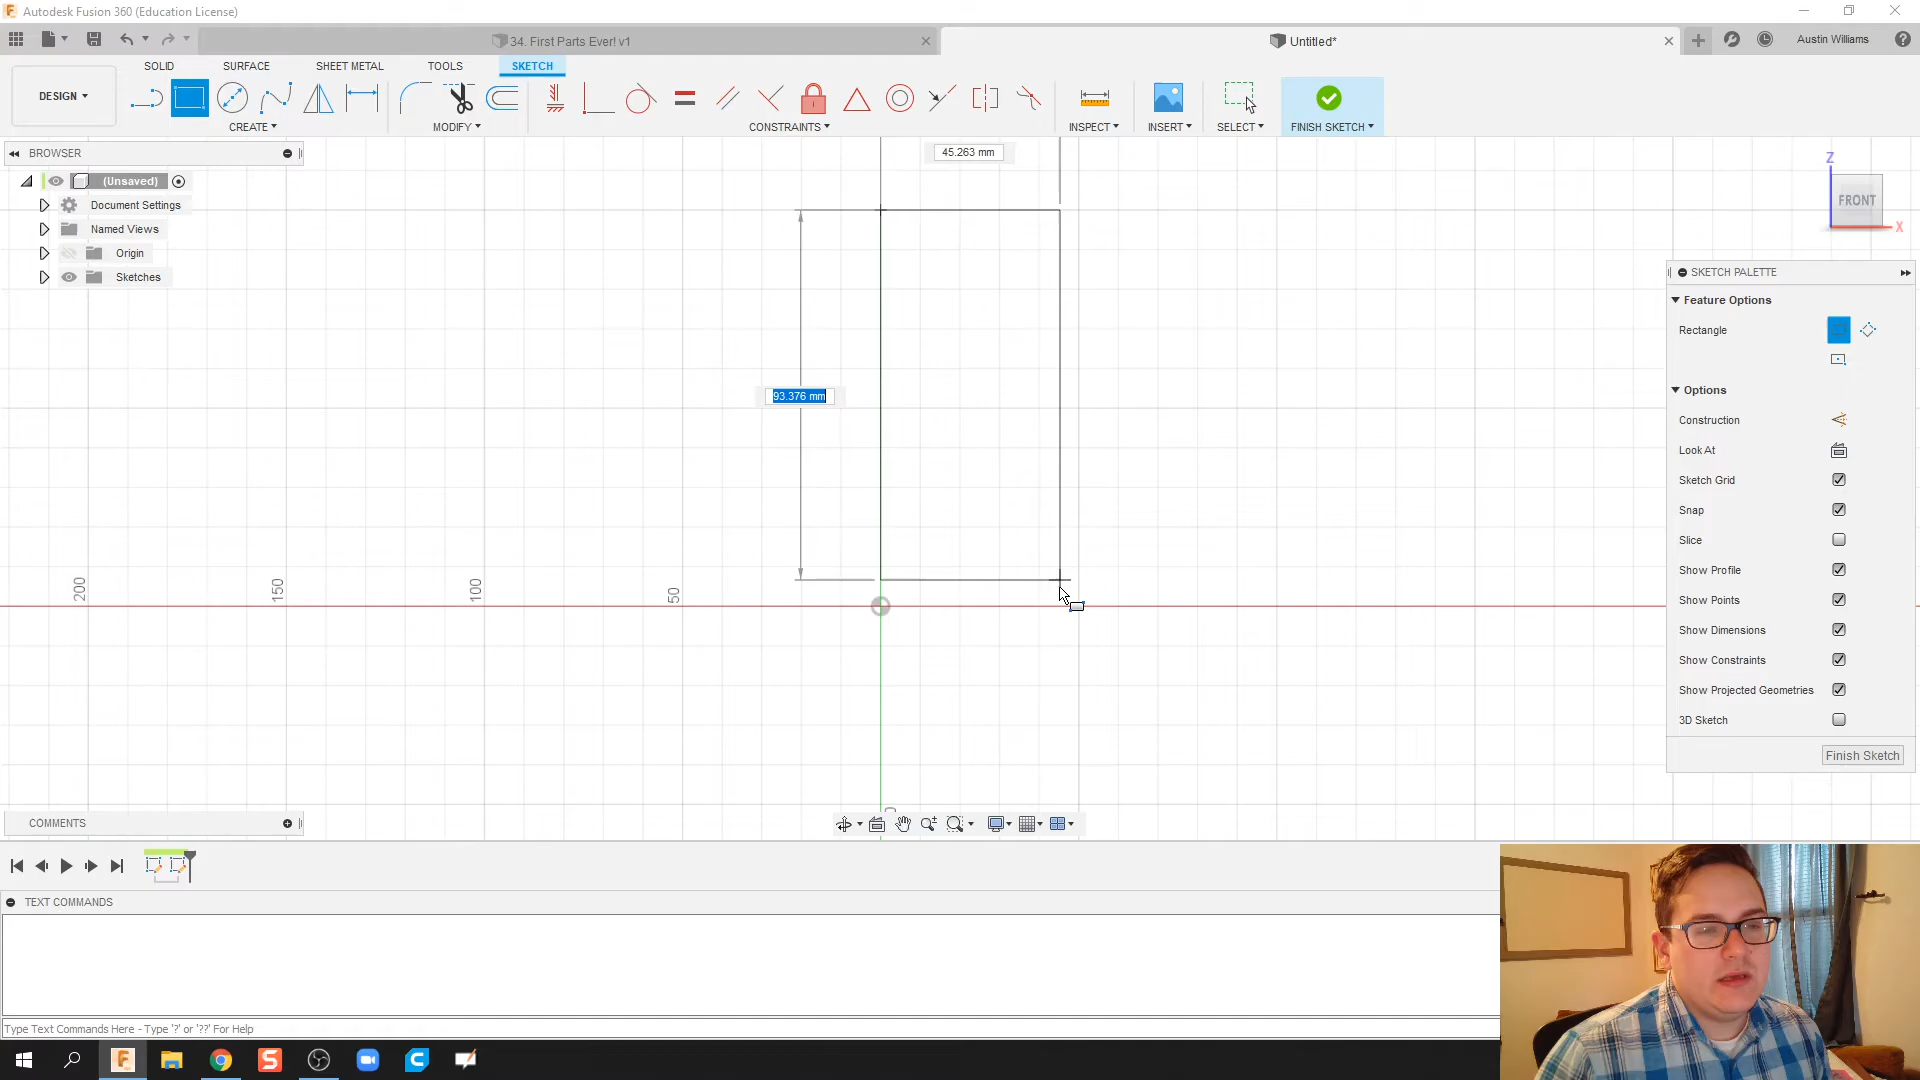 Autodesk Fusion 360 (Education License)
34. First Parts Ever! v1
Untitled*
Austin Williams
DESIGN
SOLID
SURFACE
SHEET METAL
TOOLS
SKETCH
CREATE
MODIFY
CONSTRAINTS
INSPECT
INSERT
SELECT
FINISH SKETCH
BROWSER
(Unsaved)
Document Settings
Named Views
Origin
Sketches
45.263 mm
93.376 mm
200
150
100
50
Z
FRONT
X
SKETCH PALETTE
Feature Options
Rectangle
Options
Construction
Look At
Sketch Grid
Snap
Slice
Show Profile
Show Points
Show Dimensions
Show Constraints
Show Projected Geometries
3D Sketch
Finish Sketch
COMMENTS
TEXT COMMANDS
Type Text Commands Here - Type '?' or '??' For Help